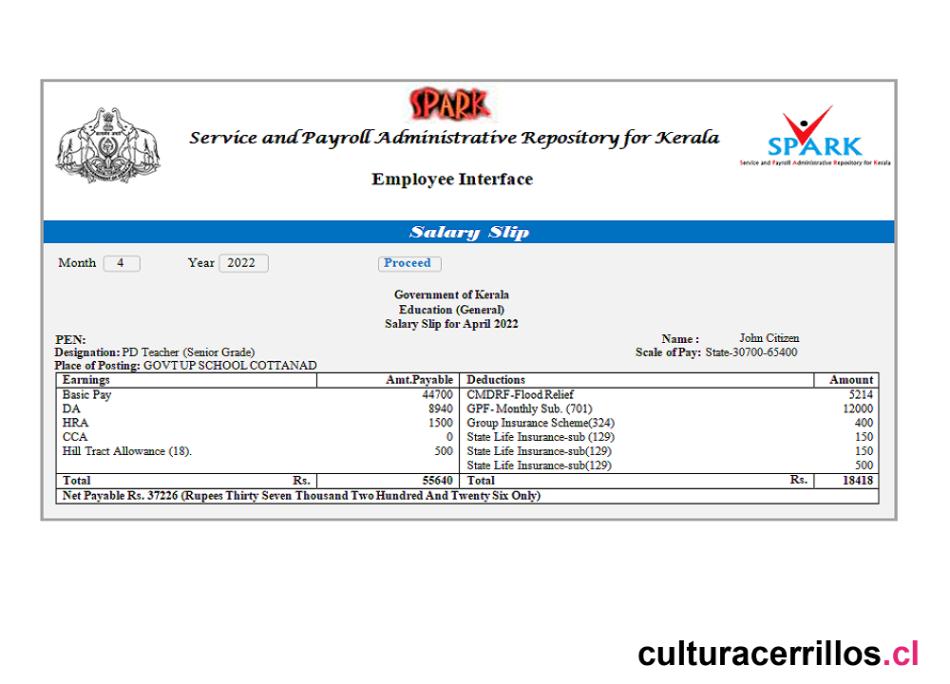 SPARK
Service and Payroll Administrative Repository for Kerala
SPARK
Service and Payroll Administrative Repository for Kerala
Employee Interface
Salary Slip
Month 4 Year 2022 Proceed
Government of Kerala
Education (General)
Salary Slip for April 2022
PEN: Name : John Citizen
Designation: PD Teacher (Senior Grade) Scale of Pay: State-30700-65400
Place of Posting: GOVT UP SCHOOL COTTANAD
Earnings Amt.Payable Deductions Amount
Basic Pay 44700 CMDRF-Flood Relief 5214
DA 8940 GPF- Monthly Sub. (701) 12000
HRA 1500 Group Insurance Scheme(324) 400
CCA 0 State Life Insurance-sub (129) 150
Hill Tract Allowance (18). 500 State Life Insurance-sub(129) 150
State Life Insurance-sub(129) 500
Total Rs. 55640 Total Rs. 18418
Net Payable Rs. 37226 (Rupees Thirty Seven Thousand Two Hundred And Twenty Six Only)
culturacerrillos.cl